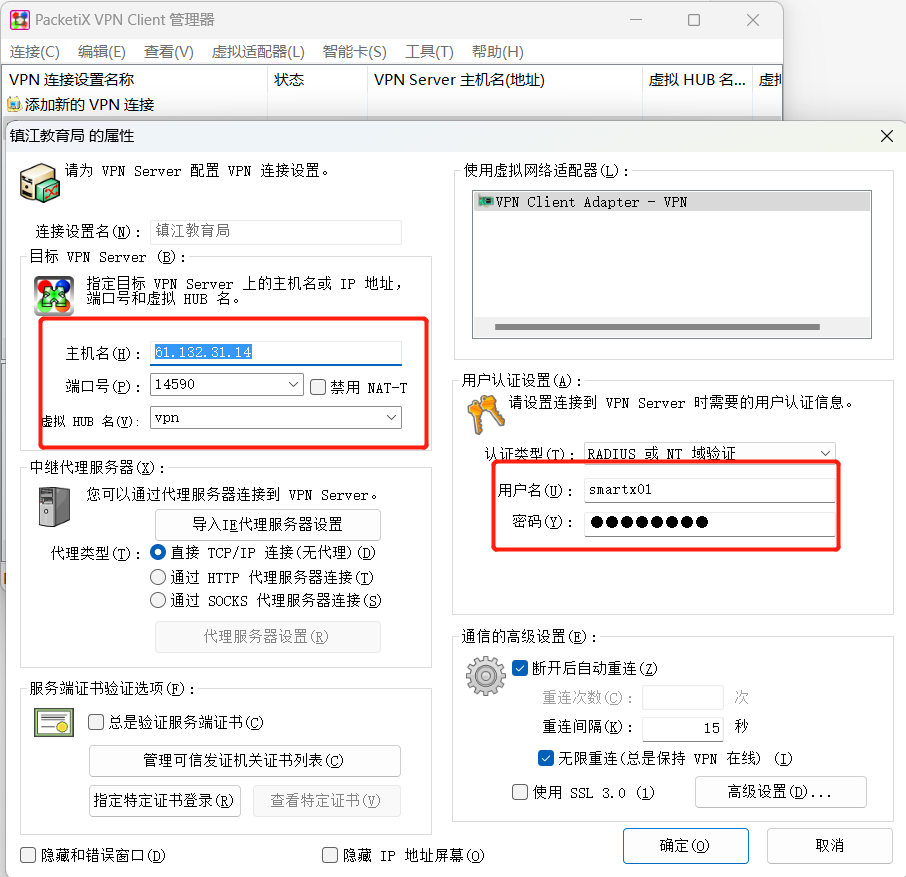 PacketiX VPN Client 管理器
连接(C) 编辑(E) 查看(V) 虚拟适配器(L) 智能卡(S) 工具(T) 帮助(H)
VPN 连接设置名称 状态 VPN Server 主机名(地址) 虚拟 HUB 名... 虚拟
添加新的 VPN 连接
镇江教育局 的属性
请为 VPN Server 配置 VPN 连接设置。
连接设置名(N): 镇江教育局
目标 VPN Server (B):
指定目标 VPN Server 上的主机名或 IP 地址,
端口号和虚拟 HUB 名。
主机名(H): 61.132.31.14
端口号(P): 14590 禁用 NAT-T
虚拟 HUB 名(V): vpn
中继代理服务器(X):
您可以通过代理服务器连接到 VPN Server。
导入IE代理服务器设置
代理类型(T): 直接 TCP/IP 连接(无代理)(D)
通过 HTTP 代理服务器连接(T)
通过 SOCKS 代理服务器连接(S)
代理服务器设置(R)
服务端证书验证选项(F):
总是验证服务端证书(C)
管理可信发证机关证书列表(C)
指定特定证书登录(R) 查看特定证书(V)
隐藏和错误窗口(D) 隐藏 IP 地址屏幕(O)
使用虚拟网络适配器(L):
VPN Client Adapter - VPN
用户认证设置(A):
请设置连接到 VPN Server 时需要的用户认证信息。
认证类型(T): RADIUS 或 NT 域验证
用户名(U): smartx01
密码(Y): ●●●●●●●●
通信的高级设置(E):
断开后自动重连(Z)
重连次数(C): 次
重连间隔(K): 15 秒
无限重连(总是保持 VPN 在线) (I)
使用 SSL 3.0 (1) 高级设置(D)...
确定(O) 取消